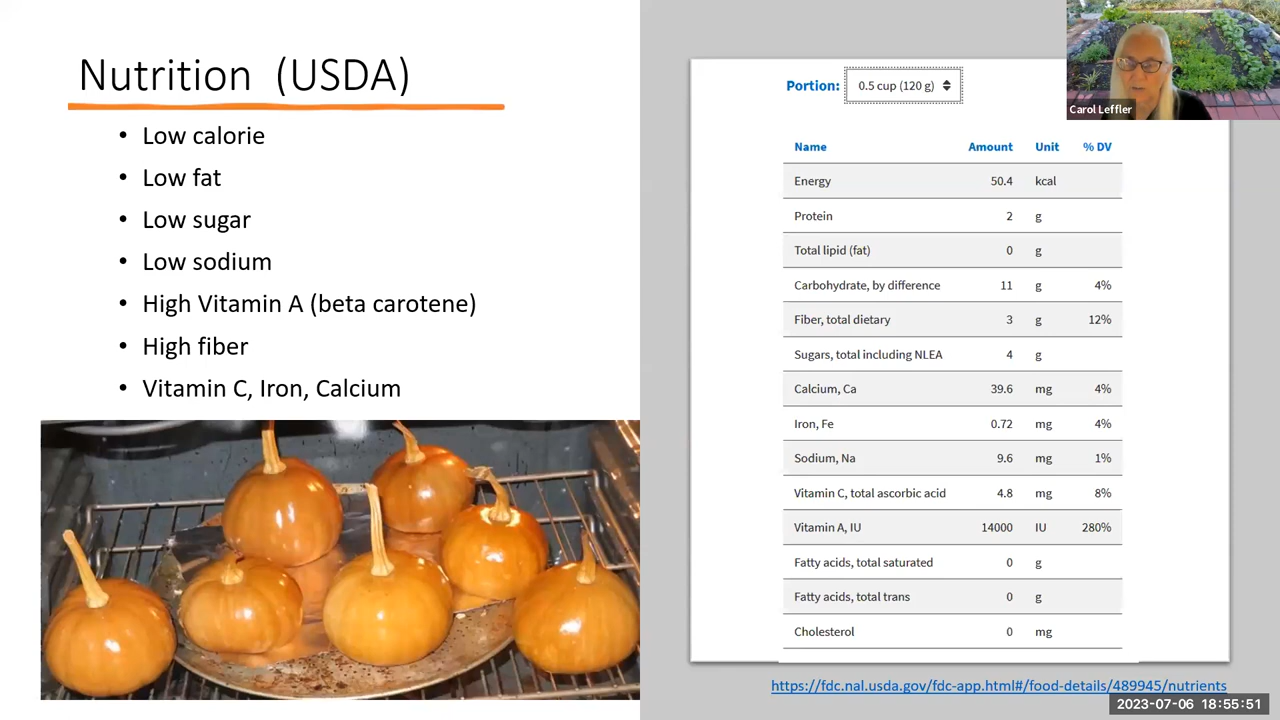 Nutrition (USDA)
• Low calorie
• Low fat
• Low sugar
• Low sodium
• High Vitamin A (beta carotene)
• High fiber
• Vitamin C, Iron, Calcium
Portion: 0.5 cup (120 g)
Name Amount Unit % DV
Energy 50.4 kcal
Protein 2 g
Total lipid (fat) 0 g
Carbohydrate, by difference 11 g 4%
Fiber, total dietary 3 g 12%
Sugars, total including NLEA 4 g
Calcium, Ca 39.6 mg 4%
Iron, Fe 0.72 mg 4%
Sodium, Na 9.6 mg 1%
Vitamin C, total ascorbic acid 4.8 mg 8%
Vitamin A, IU 14000 IU 280%
Fatty acids, total saturated 0 g
Fatty acids, total trans 0 g
Cholesterol 0 mg
https://fdc.nal.usda.gov/fdc-app.html#/food-details/489945/nutrients
Carol Leffler
2023-07-06 18:55:51